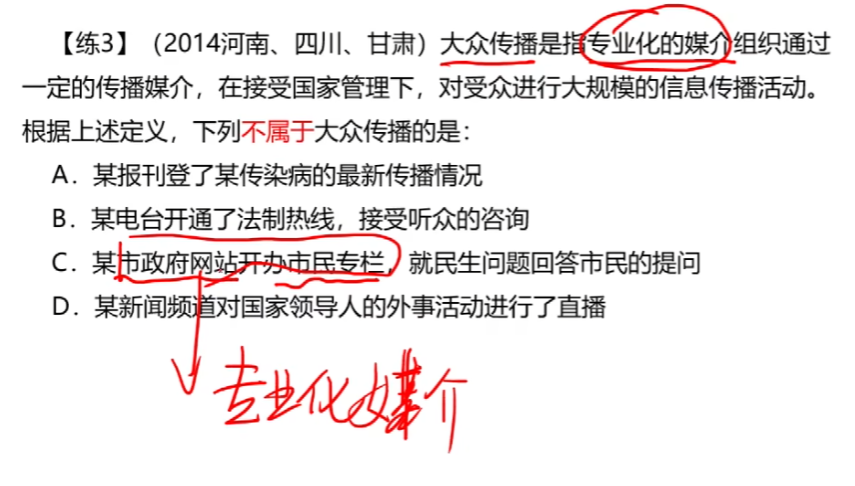 【练3】（2014河南、四川、甘肃）大众传播是指专业化的媒介组织通过
一定的传播媒介，在接受国家管理下，对受众进行大规模的信息传播活动。
根据上述定义，下列不属于大众传播的是：
A．某报刊登了某传染病的最新传播情况
B．某电台开通了法制热线，接受听众的咨询
C．某市政府网站开办市民专栏，就民生问题回答市民的提问
D．某新闻频道对国家领导人的外事活动进行了直播
专业化媒介